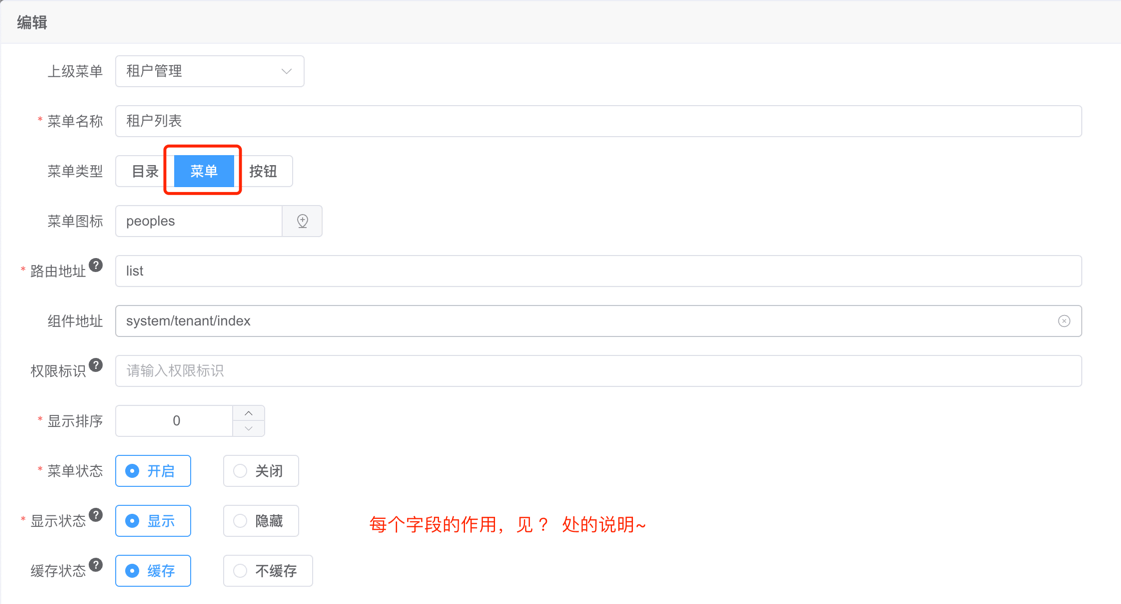 编辑
上级菜单 租户管理
* 菜单名称 租户列表
菜单类型 目录 菜单 按钮
菜单图标 peoples
* 路由地址 ? list
组件地址 system/tenant/index
权限标识 ? 请输入权限标识
* 显示排序 0
* 菜单状态 开启 关闭
* 显示状态 ? 显示 隐藏 每个字段的作用，见 ？ 处的说明~
缓存状态 ? 缓存 不缓存